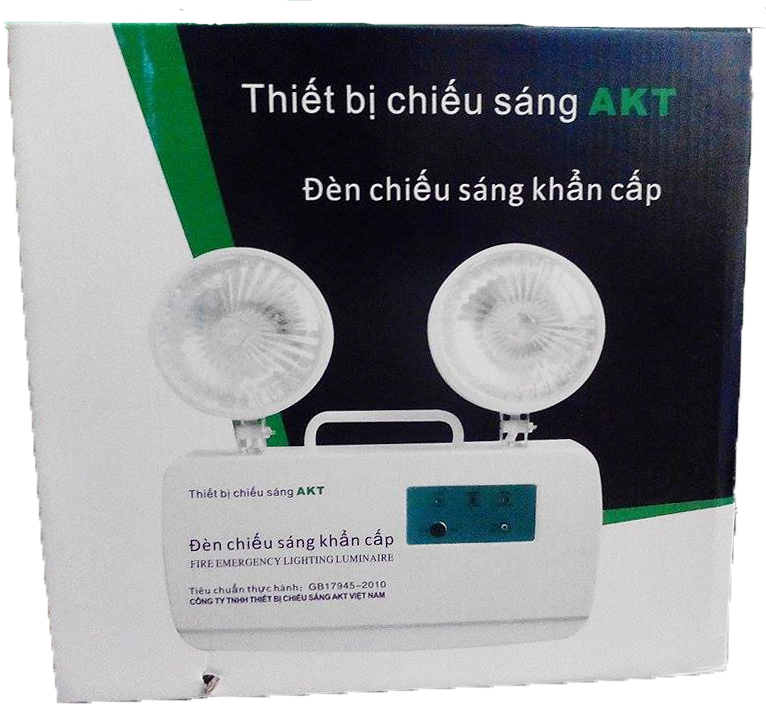 Thiết bị chiếu sáng AKT
Đèn chiếu sáng khẩn cấp
Thiết bị chiếu sáng AKT
Đèn chiếu sáng khẩn cấp
FIRE EMERGENCY LIGHTING LUMINAIRE
Tiêu chuẩn thực hành: GB17945-2010
CÔNG TY TNHH THIẾT BỊ CHIẾU SÁNG AKT VIỆT NAM